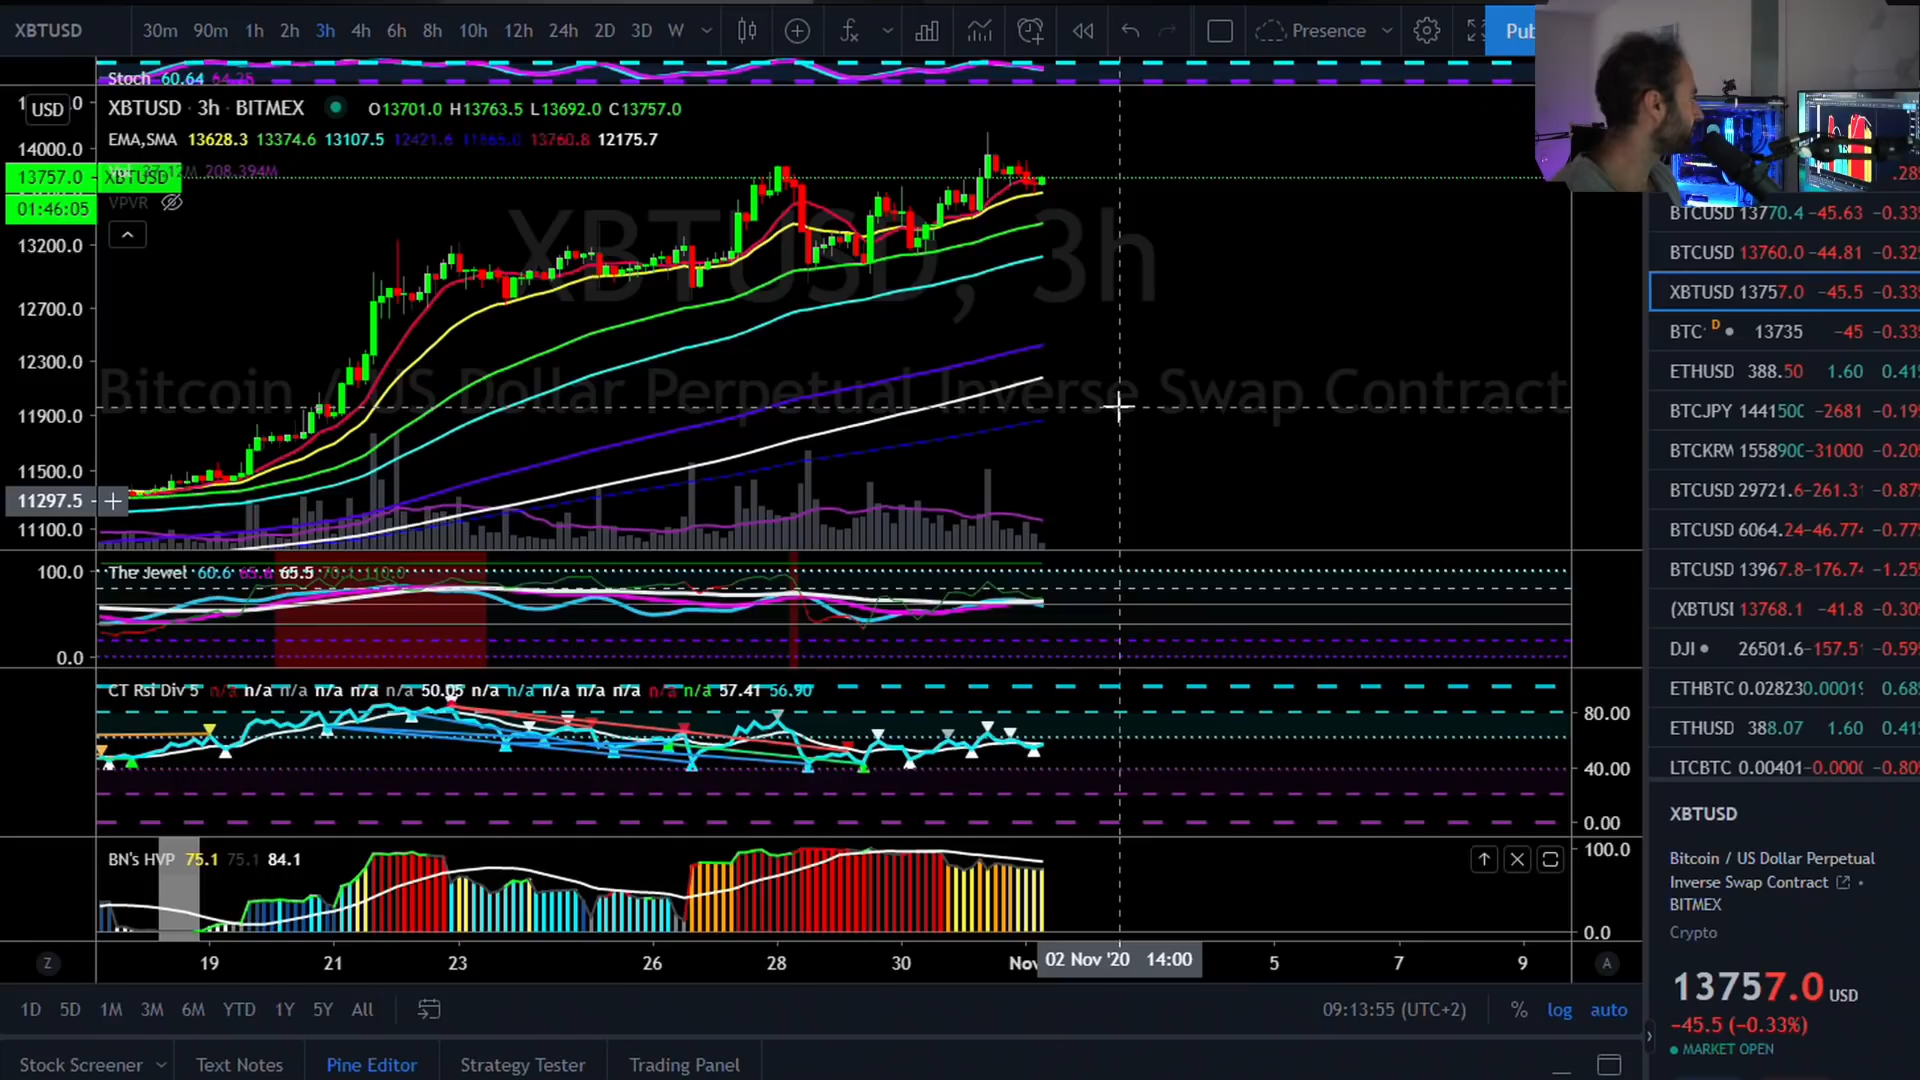 XBTUSD 30m 90m 1h 2h 3h 4h 6h 8h 10h 12h 24h 2D 3D W Presence Pub
Stoch 60.64 64.25
USD
XBTUSD · 3h · BITMEX O13701.0 H13763.5 L13692.0 C13757.0
EMA,SMA 13628.3 13374.6 13107.5 12421.6 13760.8 12175.7
14000.0
13757.0 XBTUSD
208.394M
01:46:05
VPVR
13200.0
12700.0
12300.0
11900.0
11500.0
11297.5
11100.0
XBTUSD, 3h
Bitcoin / US Dollar Perpetual Inverse Swap Contract
The Jewel 60.6 65.6 65.5 70.1 110.0
100.0
0.0
CT Rsi Div 5 n/a n/a n/a n/a n/a n/a 50.05 n/a n/a n/a n/a n/a n/a n/a 57.41 56.90
80.00
40.00
0.00
BN's HVP 75.1 75.1 84.1
100.0
0.0
Z 19 21 23 26 28 30 Nov 02 Nov '20 14:00 5 7 9 A
1D 5D 1M 3M 6M YTD 1Y 5Y All 09:13:55 (UTC+2) % log auto
Stock Screener Text Notes Pine Editor Strategy Tester Trading Panel
BTCUSD 13770.4 -45.63 -0.33%
BTCUSD 13760.0 -44.81 -0.32%
XBTUSD 13757.0 -45.5 -0.33%
BTC D 13735 -45 -0.33%
ETHUSD 388.50 1.60 0.41%
BTCJPY 1441500 -2681 -0.19%
BTCKRW 1558900 -31000 -0.20%
BTCUSD 29721.6 -261.31 -0.87%
BTCUSD 6064.24 -46.774 -0.77%
BTCUSD 13967.8 -176.74 -1.25%
(XBTUSI 13768.1 -41.8 -0.30%
DJI 26501.6 -157.51 -0.59%
ETHBTC 0.02823 0.00019 0.68%
ETHUSD 388.07 1.60 0.41%
LTCBTC 0.00401 -0.0000 -0.80%
XBTUSD
Bitcoin / US Dollar Perpetual
Inverse Swap Contract
BITMEX
Crypto
13757.0 USD
-45.5 (-0.33%)
MARKET OPEN